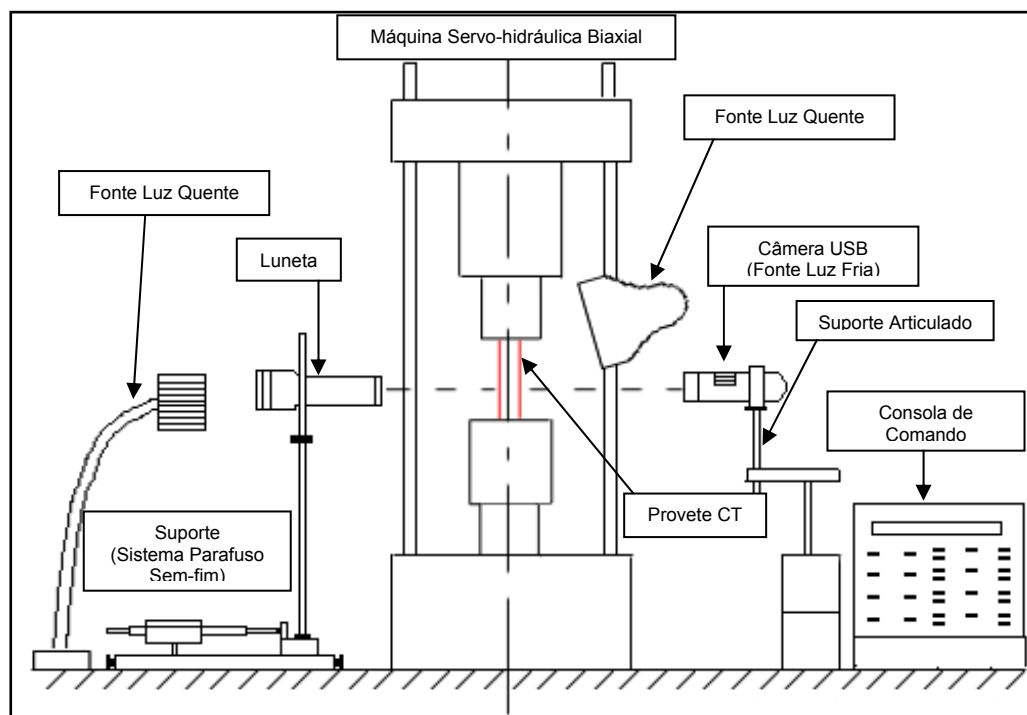 Máquina Servo-hidráulica Biaxial
Fonte Luz Quente
Fonte Luz Quente
Luneta
Câmera USB
(Fonte Luz Fria)
Suporte Articulado
Consola de
Comando
Provete CT
Suporte
(Sistema Parafuso
Sem-fim)